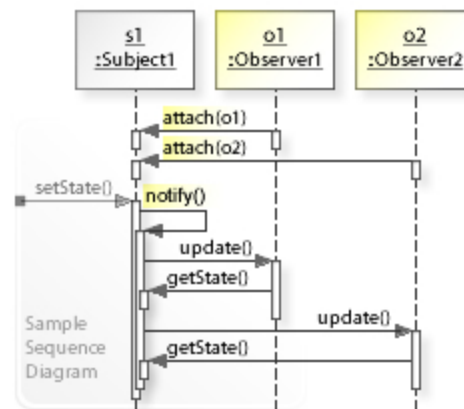 s1
:Subject1
o1
:Observer1
o2
:Observer2
attach(o1)
attach(o2)
setState()
notify()
update()
getState()
update()
getState()
Sample
Sequence
Diagram